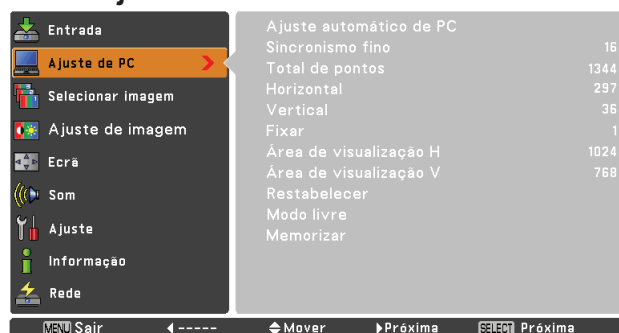 Entrada
Ajuste de PC
Selecionar imagem
Ajuste de imagem
Ecrã
Som
Ajuste
Informação
Rede
Ajuste automático de PC
Sincronismo fino 16
Total de pontos 1344
Horizontal 297
Vertical 36
Fixar 1
Área de visualização H 1024
Área de visualização V 768
Restabelecer
Modo livre
Memorizar
MENU Sair ----- Mover Próxima SELECT Próxima